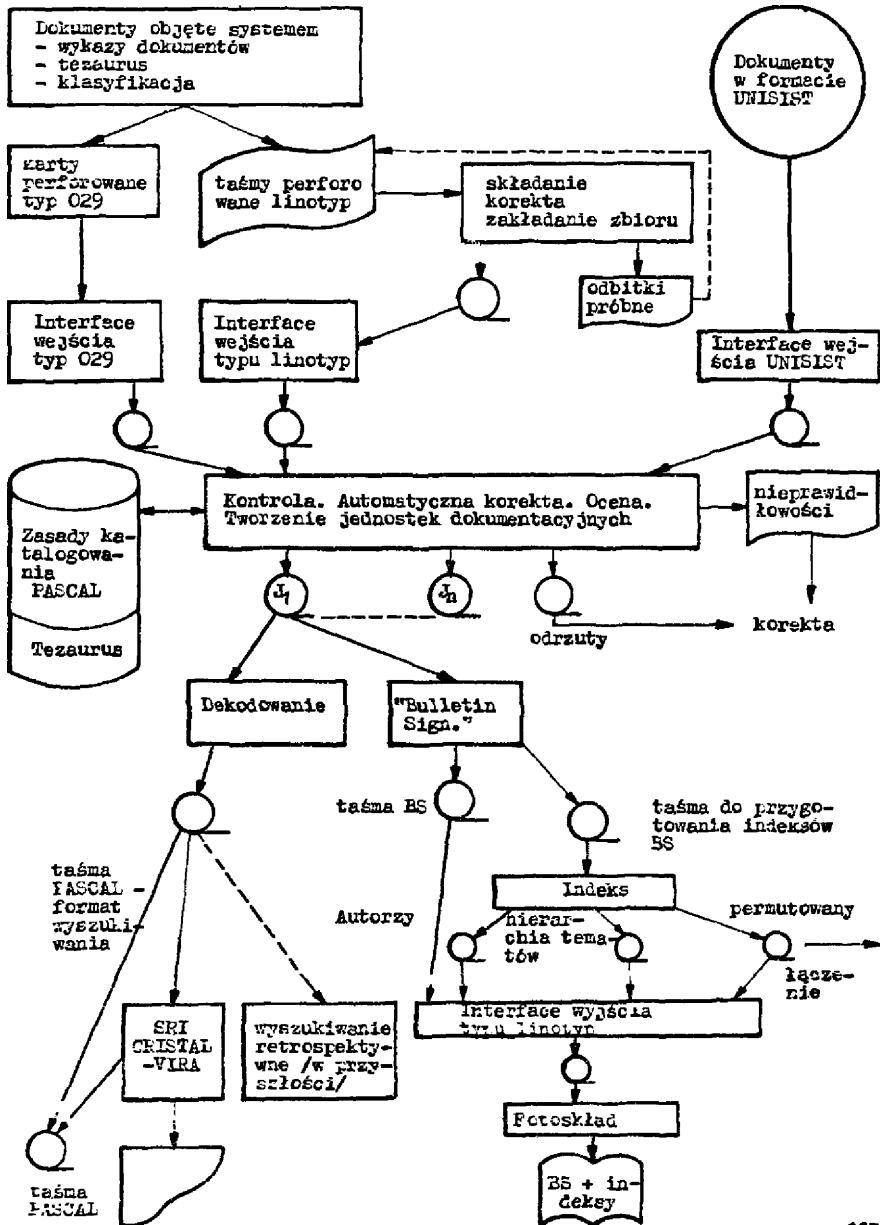 Dokumenty objęte systemem
- wykazy dokumentów
- tezaurus
- klasyfikacja
Dokumenty
w formacie
UNISIST
Karty
perforowane
typ 029
taśmy perforo
wane linotyp
składanie
korekta
zakładanie zbioru
odbitki
próbne
Interface
wejścia
typ 029
Interface
wejścia
typu linotyp
Interface wej-
ścia UNISIST
Zasady ka-
talogowa-
nia
PASCAL
Tezaurus
Kontrola. Automatyczna korekta. Ocena.
Tworzenie jednostek dokumentacyjnych
nieprawid-
łowości
J1
Jn
odrzuty
korekta
Dekodowanie
"Bulletin
Sign."
taśma BS
taśma do przygo-
towania indeksów
BS
taśma
PASCAL -
format
wyszuki-
wania
Indeks
Autorzy
hierar-
chia tema-
tów
permutowany
łącze-
nie
SRI
CRISTAL
-VIRA
wyszukiwanie
retrospekty-
wne /w przy-
szłości/
Interface wyjścia
typu linotyp
Fotoskład
taśma
PASCAL
BS + in-
deksy